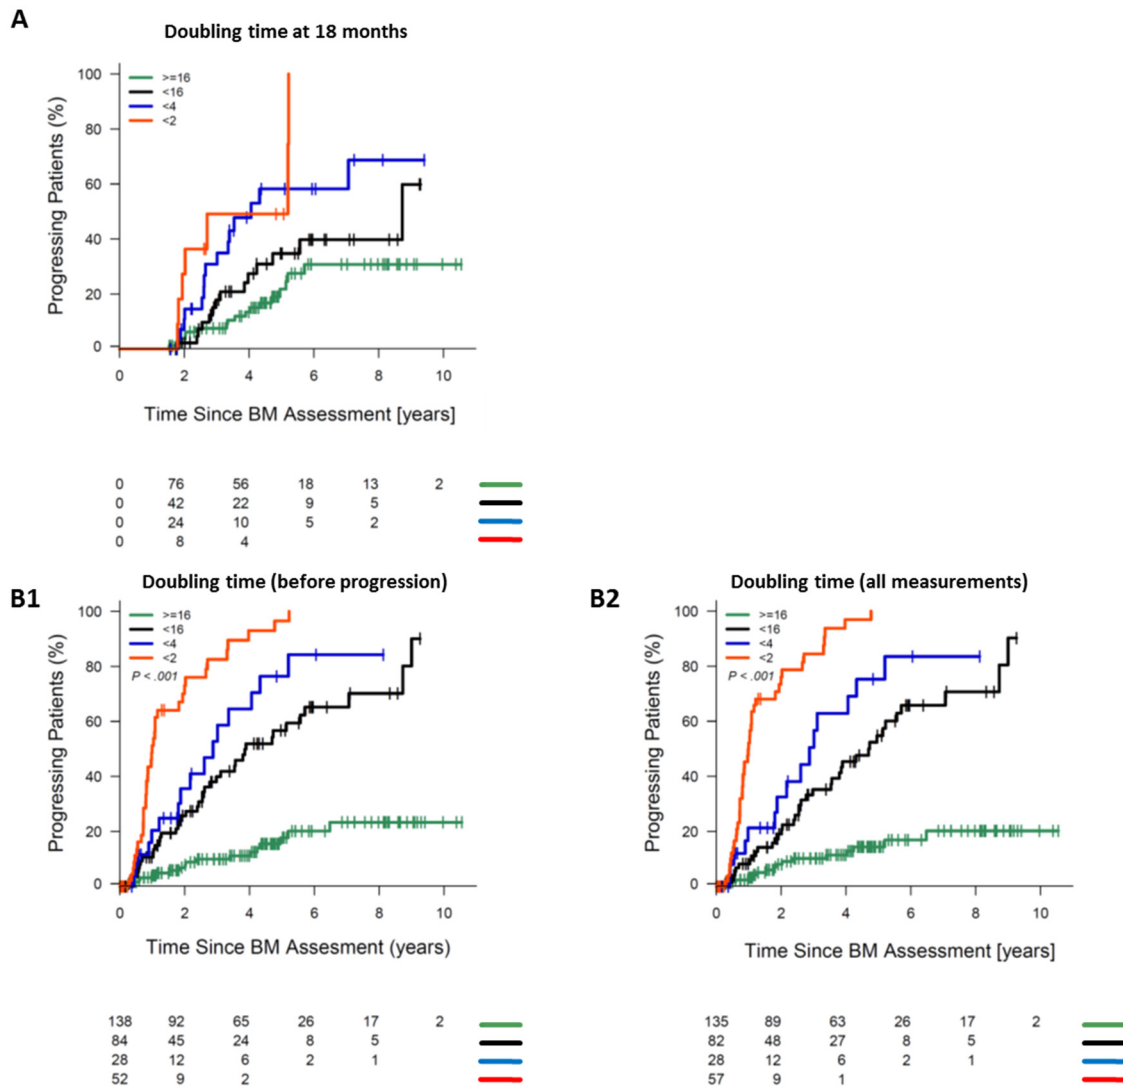 A
Doubling time at 18 months
Progressing Patients (%)
100
80
60
40
20
0
>=16
<16
<4
<2
0 2 4 6 8 10
Time Since BM Assessment [years]
0 76 56 18 13 2
0 42 22 9 5
0 24 10 5 2
0 8 4
B1
Doubling time (before progression)
Progressing Patients (%)
100
80
60
40
20
0
>=16
<16
<4
<2
P < .001
0 2 4 6 8 10
Time Since BM Assesment (years)
138 92 65 26 17 2
84 45 24 8 5
28 12 6 2 1
52 9 2
B2
Doubling time (all measurements)
Progressing Patients (%)
100
80
60
40
20
0
>=16
<16
<4
<2
P < .001
0 2 4 6 8 10
Time Since BM Assessment [years]
135 89 63 26 17 2
82 48 27 8 5
28 12 6 2 1
57 9 1